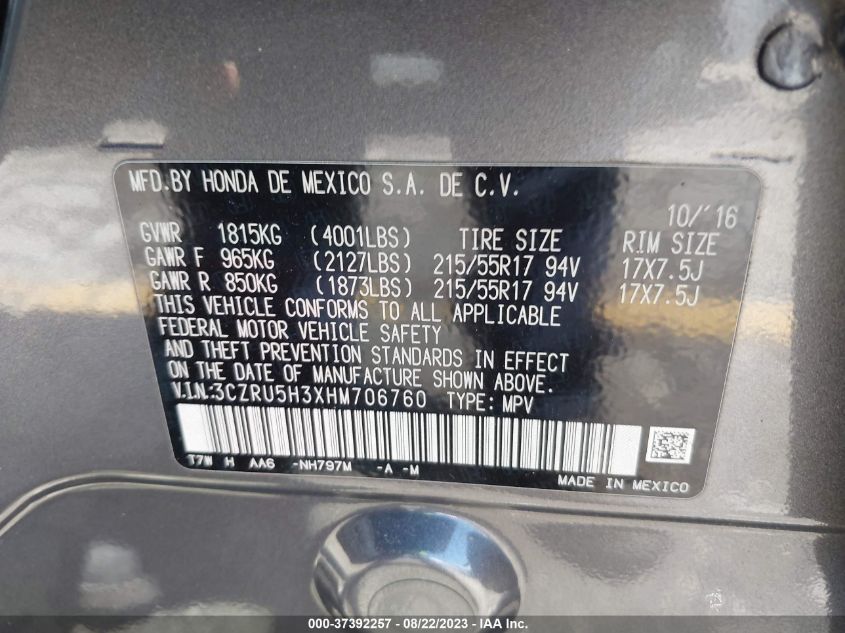 MFD.BY HONDA DE MEXICO S.A. DE C.V.
10/'16
GVWR 1815KG (4001LBS) TIRE SIZE RIM SIZE
GAWR F 965KG (2127LBS) 215/55R17 94V 17X7.5J
GAWR R 850KG (1873LBS) 215/55R17 94V 17X7.5J
THIS VEHICLE CONFORMS TO ALL APPLICABLE
FEDERAL MOTOR VEHICLE SAFETY
AND THEFT PREVENTION STANDARDS IN EFFECT
ON THE DATE OF MANUFACTURE SHOWN ABOVE.
V.I.N:3CZRU5H3XHM706760 TYPE: MPV
T7W H AA6 -NH797M -A -M
MADE IN MEXICO
000-37392257 - 08/22/2023 - IAA Inc.